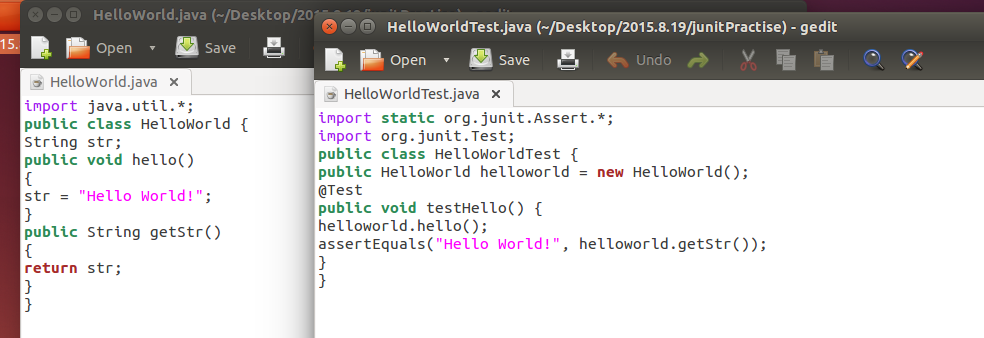 HelloWorld.java (~/Desktop/2015.8.19/junitPractise) - gedit
15.
Open
Save
HelloWorld.java
import java.util.*;
public class HelloWorld {
String str;
public void hello()
{
str = "Hello World!";
}
public String getStr()
{
return str;
}
}
HelloWorldTest.java (~/Desktop/2015.8.19/junitPractise) - gedit
Open
Save
Undo
HelloWorldTest.java
import static org.junit.Assert.*;
import org.junit.Test;
public class HelloWorldTest {
public HelloWorld helloworld = new HelloWorld();
@Test
public void testHello() {
helloworld.hello();
assertEquals("Hello World!", helloworld.getStr());
}
}